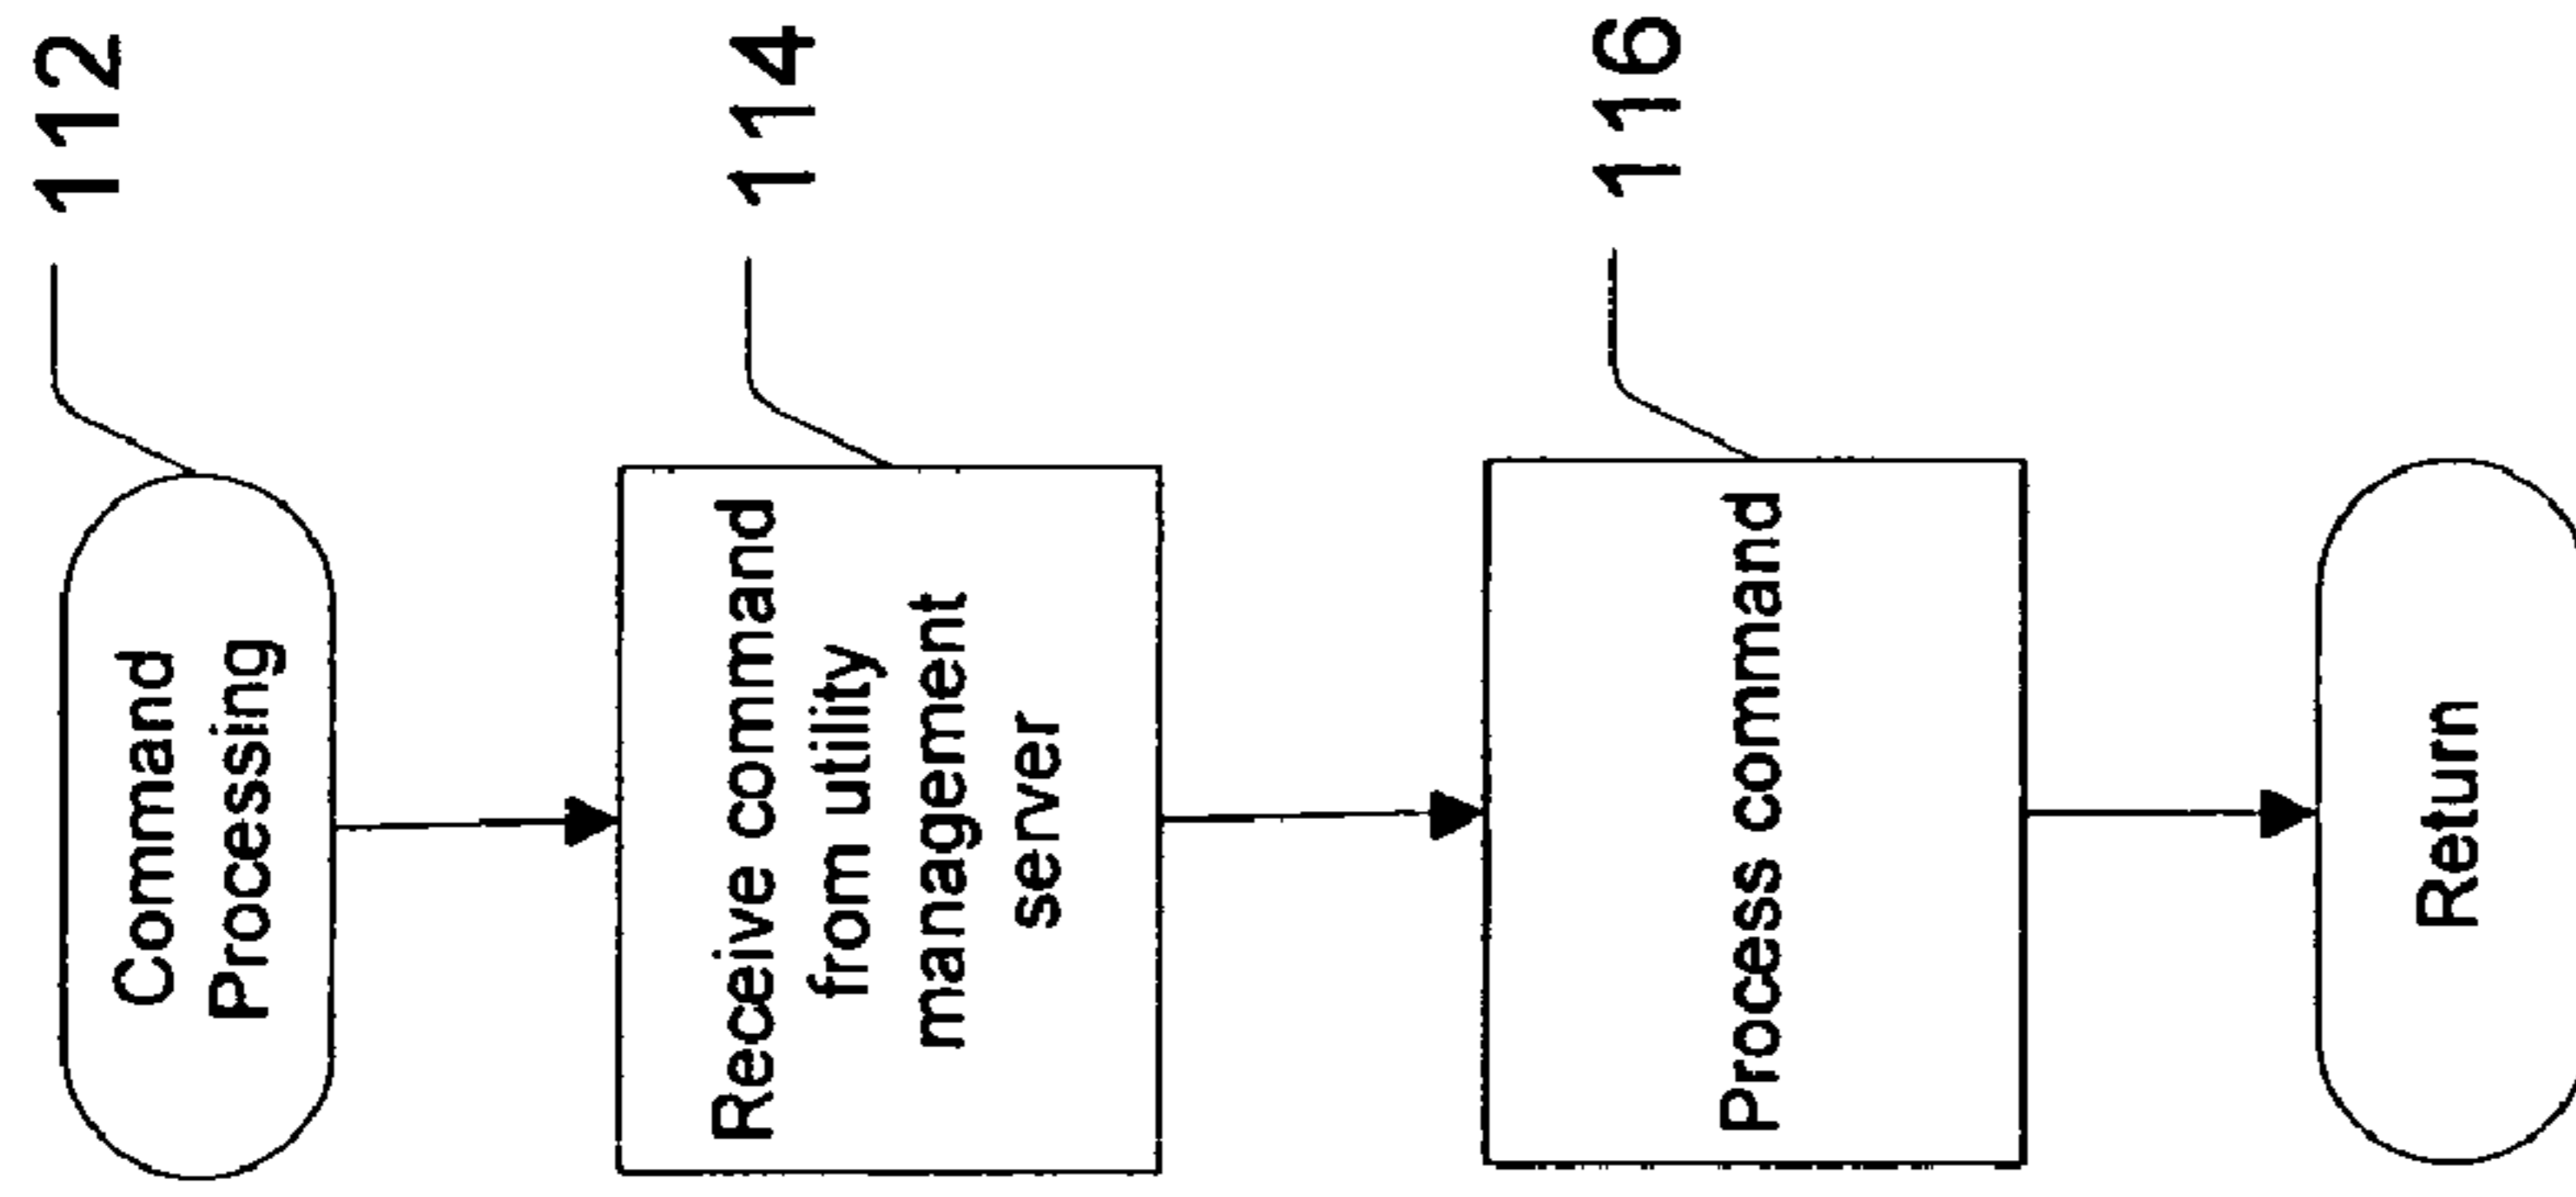 Command
Processing
112
Receive command
from utility
management
server
114
Process command
116
Return